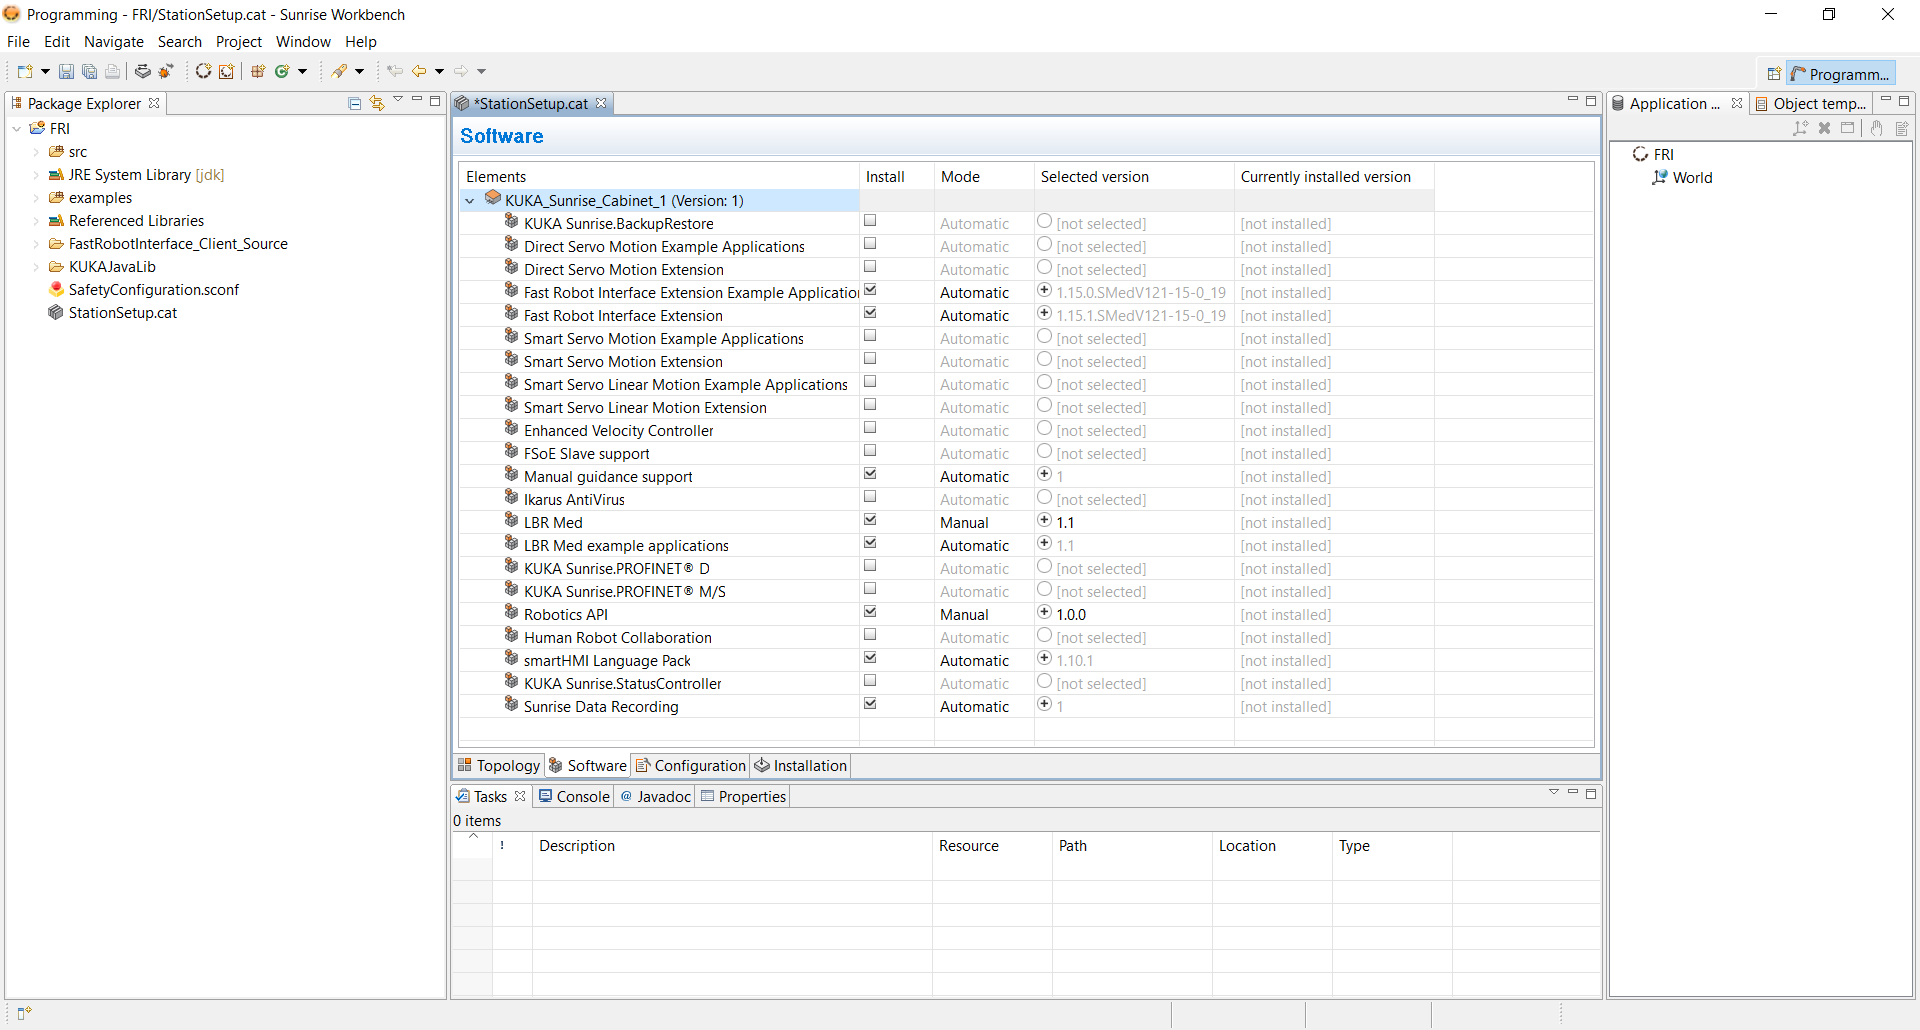 Programming - FRI/StationSetup.cat - Sunrise Workbench
File Edit Navigate Search Project Window Help
Programm...
Package Explorer
FRI
src
JRE System Library [jdk]
examples
Referenced Libraries
FastRobotInterface_Client_Source
KUKAJavaLib
SafetyConfiguration.sconf
StationSetup.cat
*StationSetup.cat
Software
Elements Install Mode Selected version Currently installed version
KUKA_Sunrise_Cabinet_1 (Version: 1)
KUKA Sunrise.BackupRestore Automatic [not selected] [not installed]
Direct Servo Motion Example Applications Automatic [not selected] [not installed]
Direct Servo Motion Extension Automatic [not selected] [not installed]
Fast Robot Interface Extension Example Applicatio Automatic 1.15.0.SMedV121-15-0_19 [not installed]
Fast Robot Interface Extension Automatic 1.15.1.SMedV121-15-0_19 [not installed]
Smart Servo Motion Example Applications Automatic [not selected] [not installed]
Smart Servo Motion Extension Automatic [not selected] [not installed]
Smart Servo Linear Motion Example Applications Automatic [not selected] [not installed]
Smart Servo Linear Motion Extension Automatic [not selected] [not installed]
Enhanced Velocity Controller Automatic [not selected] [not installed]
FSoE Slave support Automatic [not selected] [not installed]
Manual guidance support Automatic 1 [not installed]
Ikarus AntiVirus Automatic [not selected] [not installed]
LBR Med Manual 1.1 [not installed]
LBR Med example applications Automatic 1.1 [not installed]
KUKA Sunrise.PROFINET® D Automatic [not selected] [not installed]
KUKA Sunrise.PROFINET® M/S Automatic [not selected] [not installed]
Robotics API Manual 1.0.0 [not installed]
Human Robot Collaboration Automatic [not selected] [not installed]
smartHMI Language Pack Automatic 1.10.1 [not installed]
KUKA Sunrise.StatusController Automatic [not selected] [not installed]
Sunrise Data Recording Automatic 1 [not installed]
Topology Software Configuration Installation
Tasks Console @ Javadoc Properties
0 items
! Description Resource Path Location Type
Application ... Object temp...
FRI
World